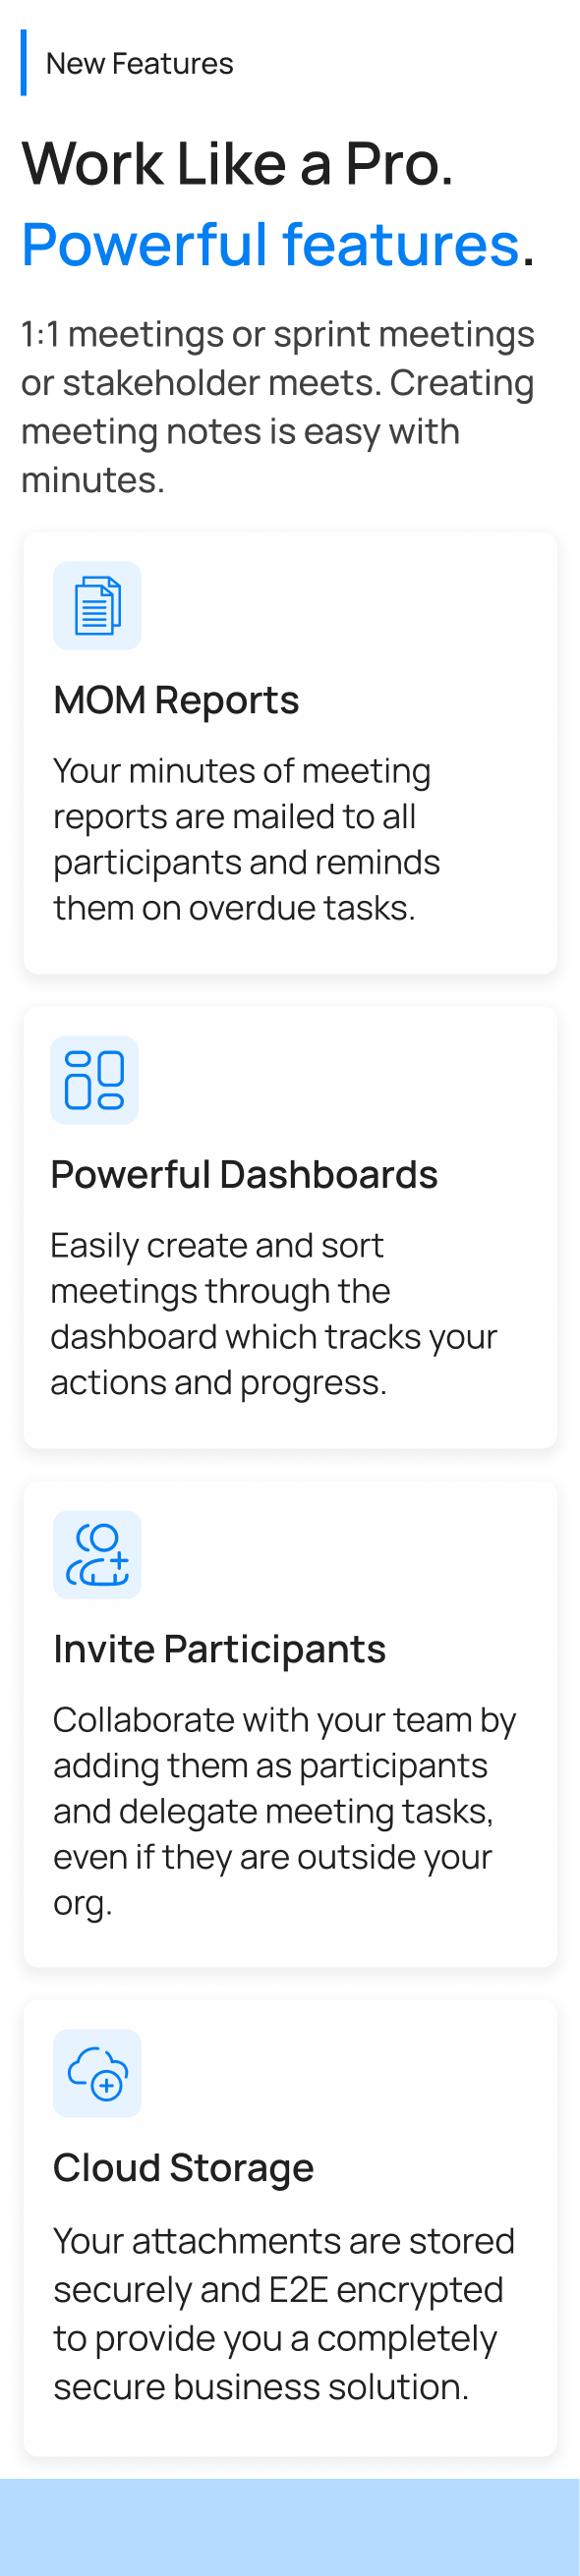 New Features
Work Like a Pro.
Powerful features.
1:1 meetings or sprint meetings
or stakeholder meets. Creating
meeting notes is easy with
minutes.
MOM Reports
Your minutes of meeting
reports are mailed to all
participants and reminds
them on overdue tasks.
Powerful Dashboards
Easily create and sort
meetings through the
dashboard which tracks your
actions and progress.
Invite Participants
Collaborate with your team by
adding them as participants
and delegate meeting tasks,
even if they are outside your
org.
Cloud Storage
Your attachments are stored
securely and E2E encrypted
to provide you a completely
secure business solution.